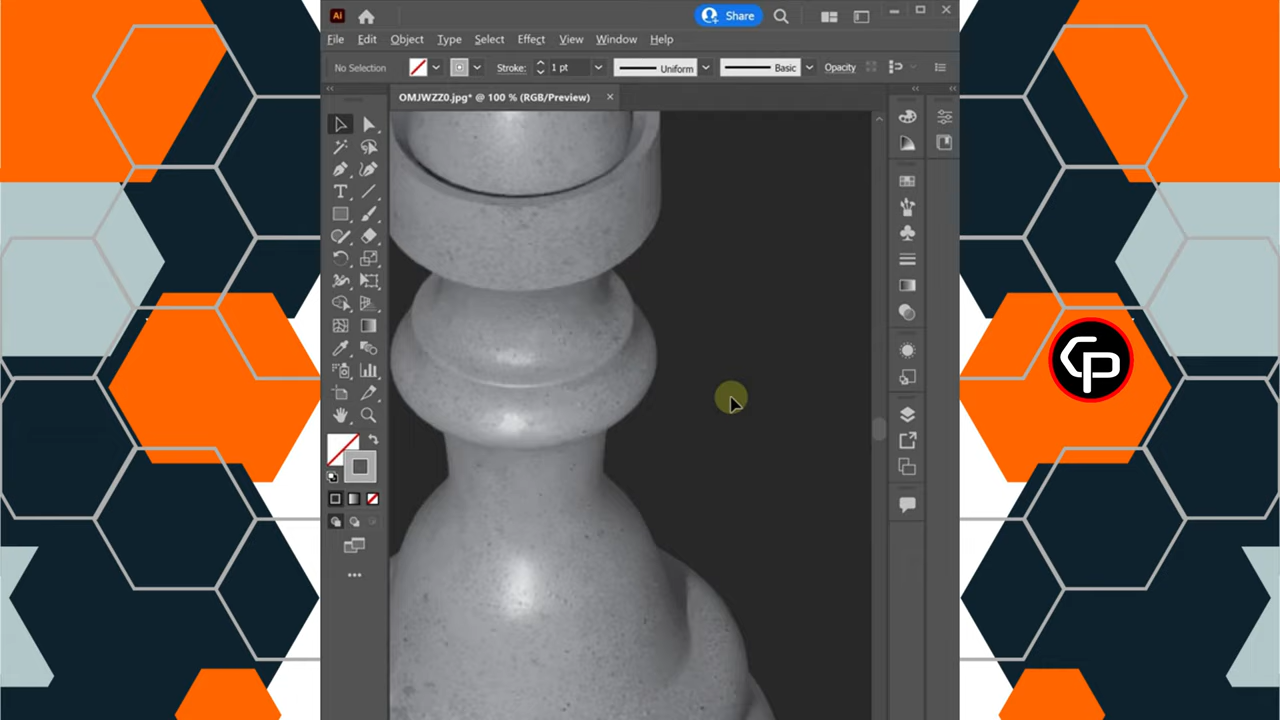 Ai
Share
File Edit Object Type Select Effect View Window Help
No Selection Stroke: 1 pt Uniform Basic Opacity
OMJWZZ0.jpg* @ 100 % (RGB/Preview)
CP